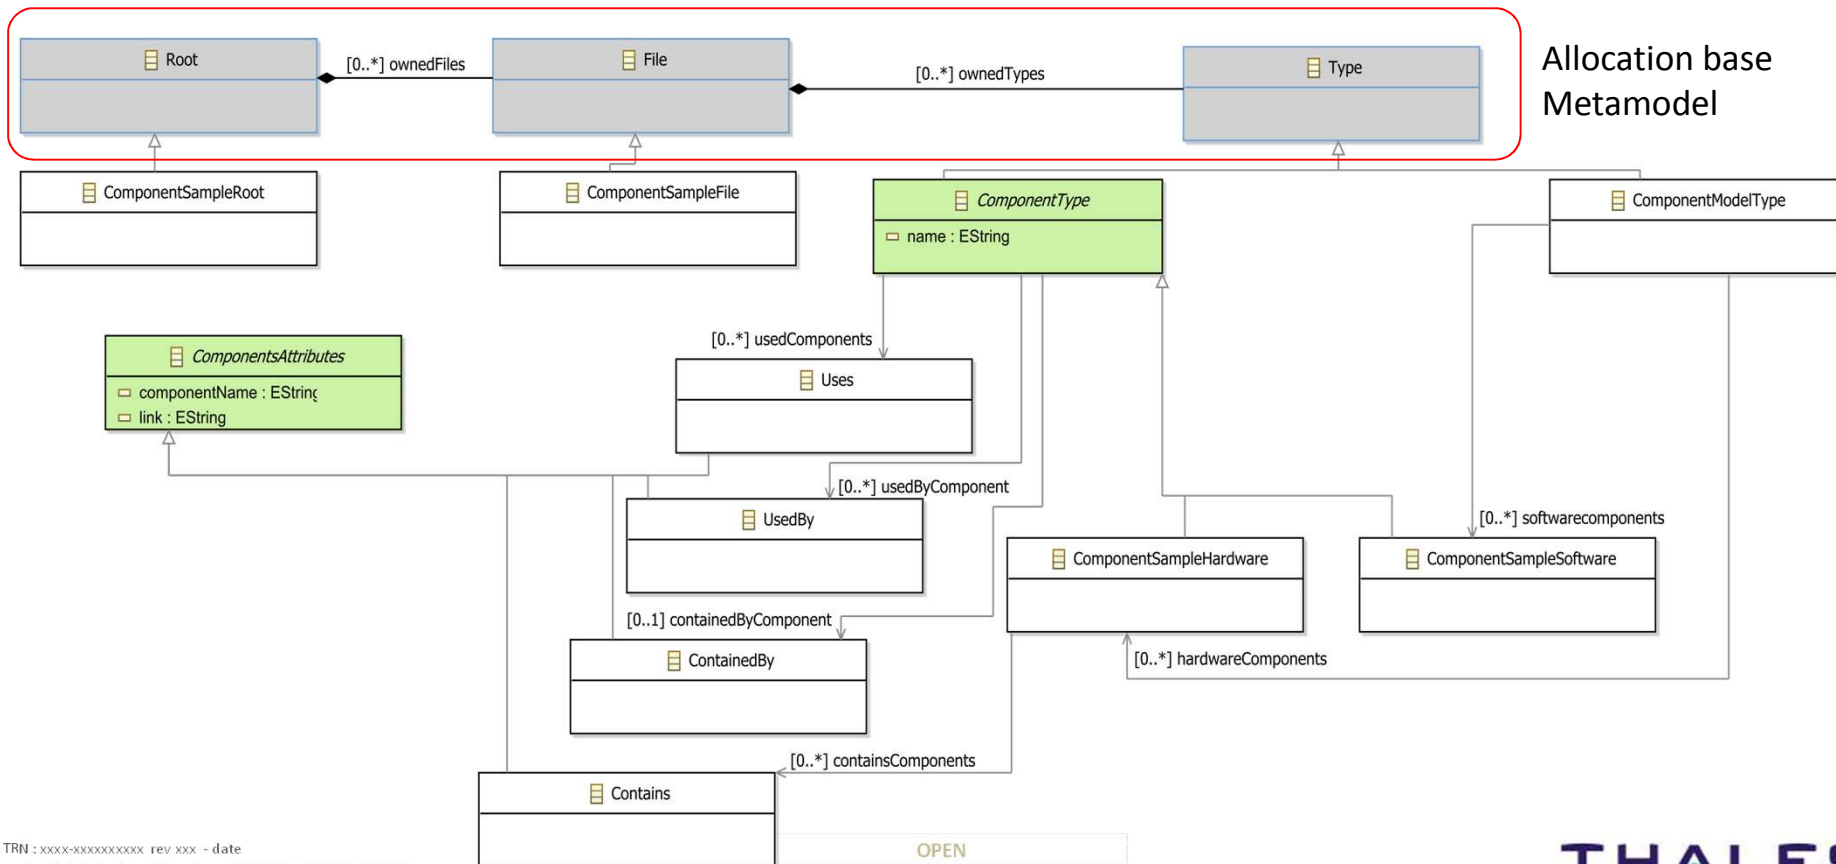 Root
[0..*] ownedFiles
File
[0..*] ownedTypes
Type
Allocation base
Metamodel
ComponentSampleRoot
ComponentSampleFile
ComponentType
name : EString
ComponentModelType
ComponentsAttributes
componentName : EString
link : EString
[0..*] usedComponents
Uses
[0..*] usedByComponent
UsedBy
[0..*] softwarecomponents
ComponentSampleHardware
ComponentSampleSoftware
[0..1] containedByComponent
ContainedBy
[0..*] hardwareComponents
[0..*] containsComponents
Contains
TRN : xxxx-xxxxxxxxxx rev xxx - date
OPEN
THALES